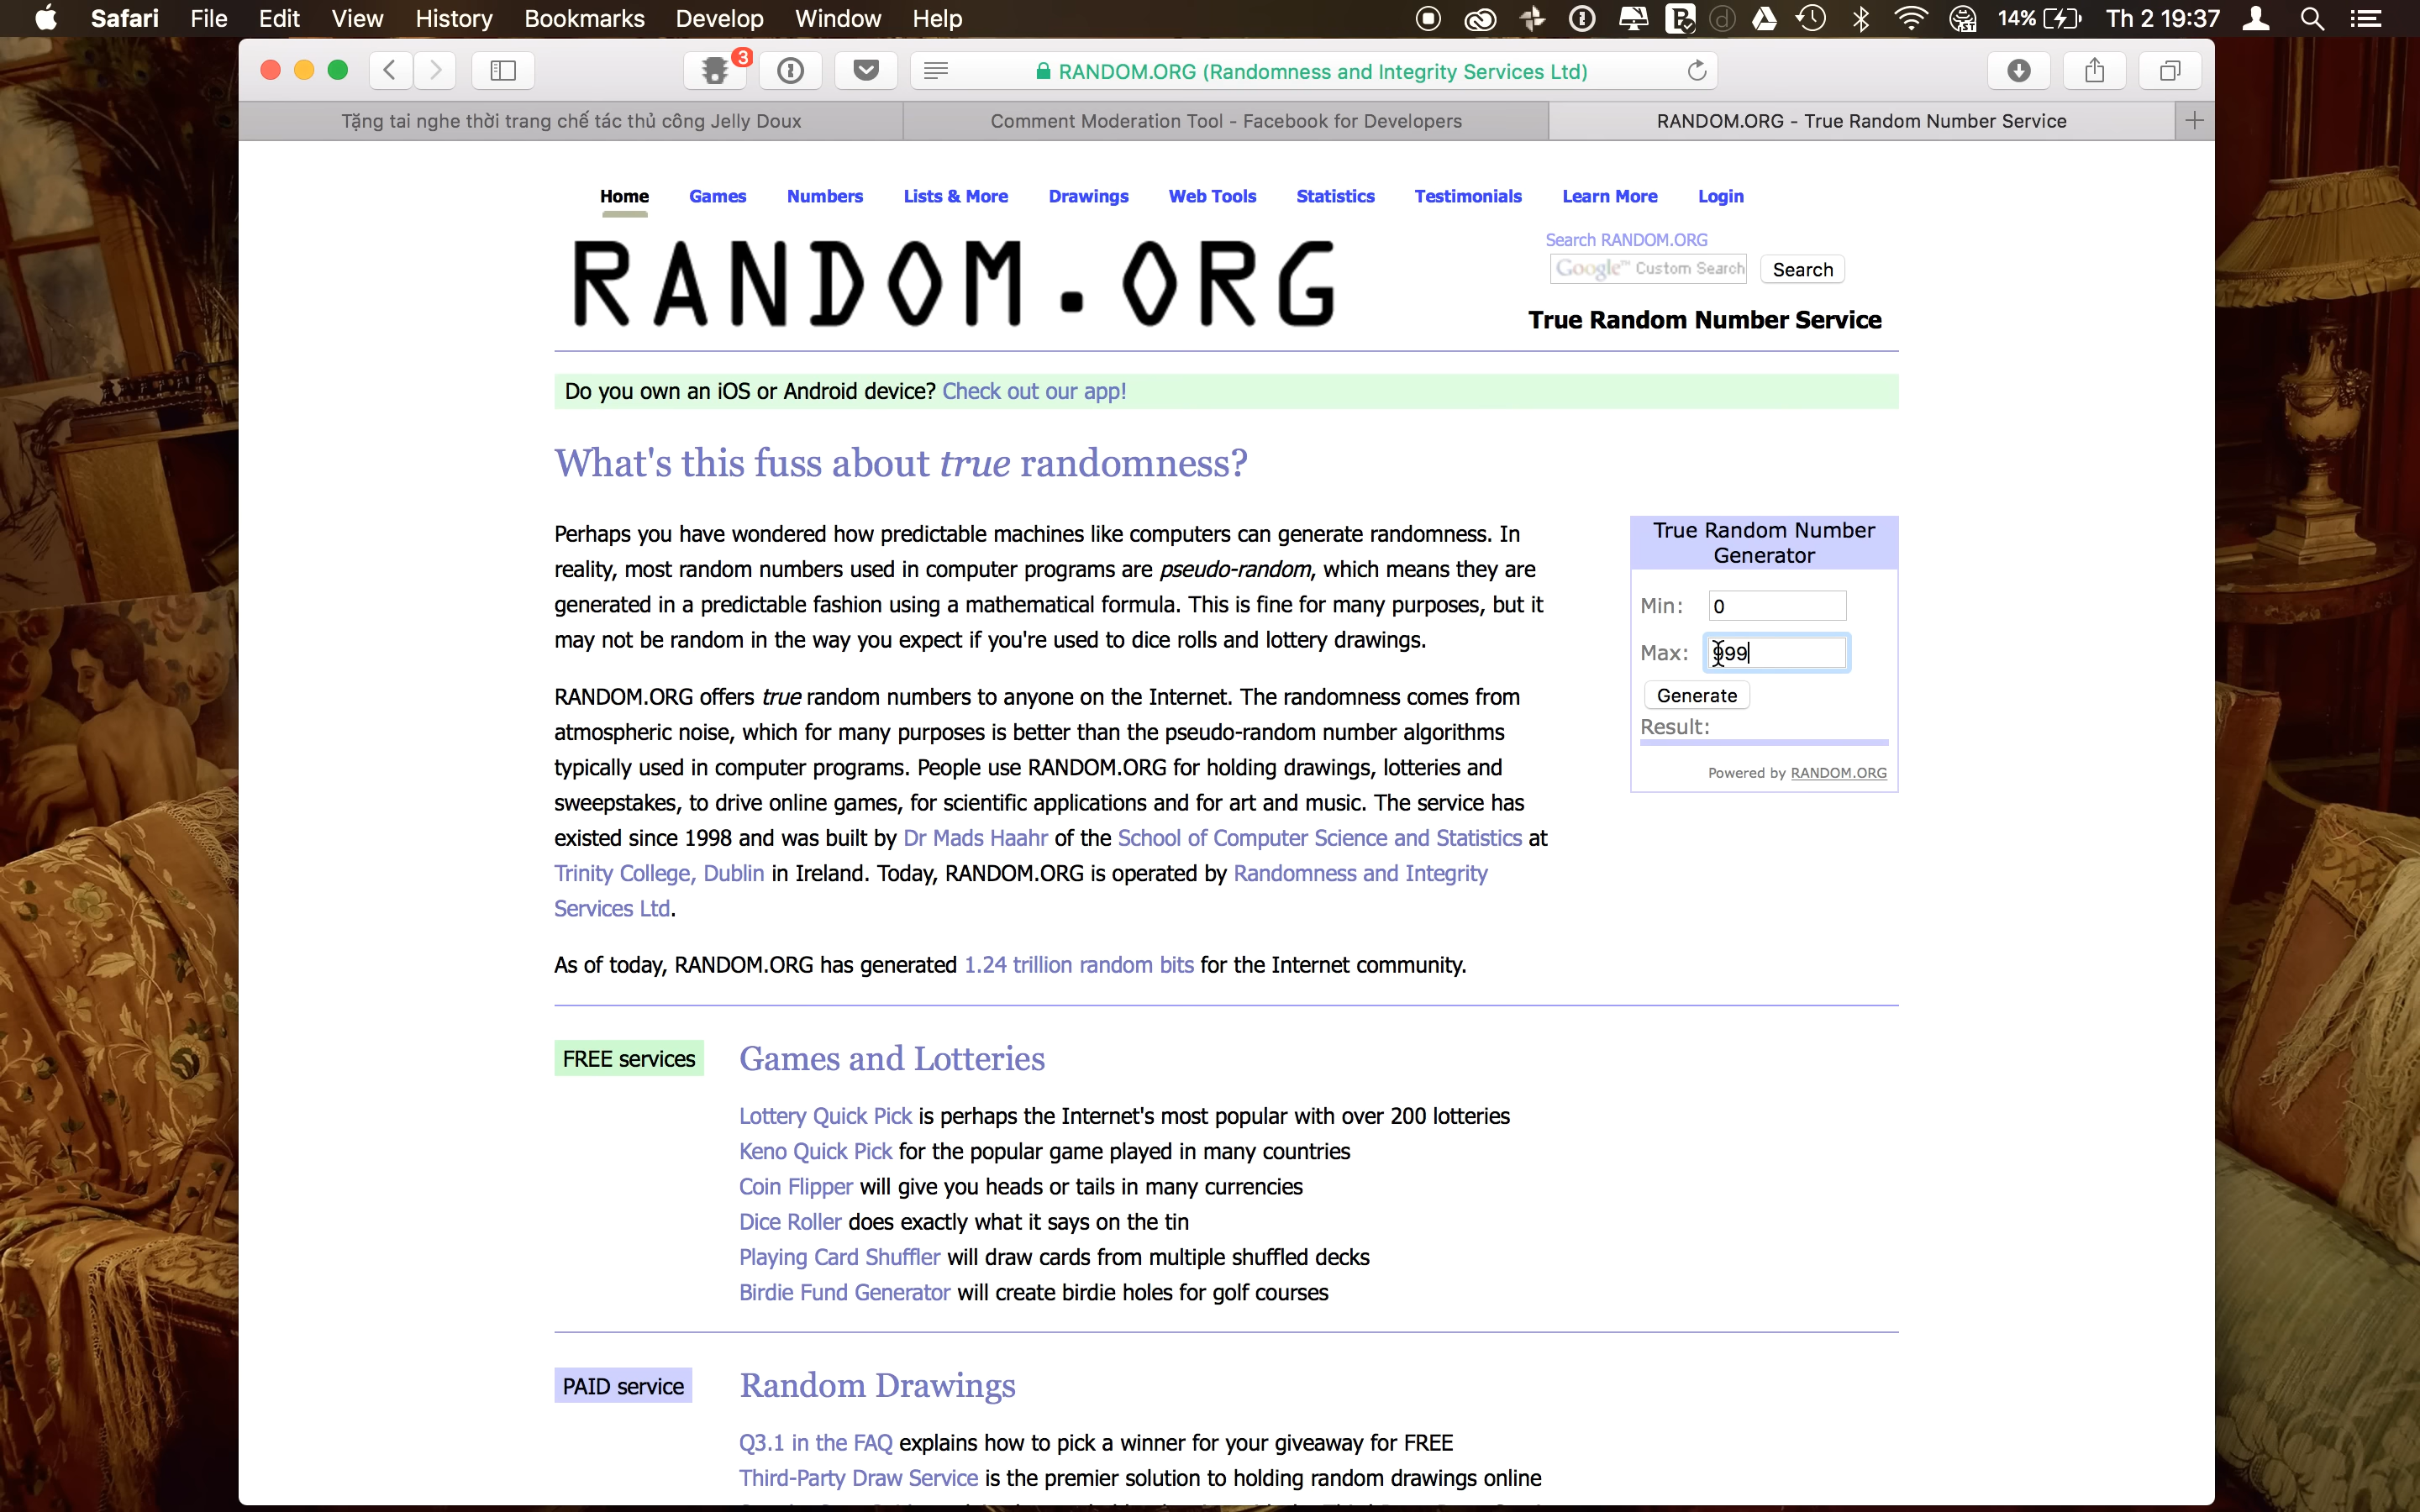 Safari File Edit View History Bookmarks Develop Window Help 14% Th 2 19:37
3 RANDOM.ORG (Randomness and Integrity Services Ltd)
Tặng tai nghe thời trang chế tác thủ công Jelly Doux Comment Moderation Tool - Facebook for Developers RANDOM.ORG - True Random Number Service
Home Games Numbers Lists & More Drawings Web Tools Statistics Testimonials Learn More Login
RANDOM.ORG
Search RANDOM.ORG
Google™ Custom Search Search
True Random Number Service
Do you own an iOS or Android device? Check out our app!
What's this fuss about true randomness?
Perhaps you have wondered how predictable machines like computers can generate randomness. In
reality, most random numbers used in computer programs are pseudo-random, which means they are
generated in a predictable fashion using a mathematical formula. This is fine for many purposes, but it
may not be random in the way you expect if you're used to dice rolls and lottery drawings.
RANDOM.ORG offers true random numbers to anyone on the Internet. The randomness comes from
atmospheric noise, which for many purposes is better than the pseudo-random number algorithms
typically used in computer programs. People use RANDOM.ORG for holding drawings, lotteries and
sweepstakes, to drive online games, for scientific applications and for art and music. The service has
existed since 1998 and was built by Dr Mads Haahr of the School of Computer Science and Statistics at
Trinity College, Dublin in Ireland. Today, RANDOM.ORG is operated by Randomness and Integrity
Services Ltd.
As of today, RANDOM.ORG has generated 1.24 trillion random bits for the Internet community.
True Random Number
Generator
Min: 0
Max: 999
Generate
Result:
Powered by RANDOM.ORG
FREE services Games and Lotteries
Lottery Quick Pick is perhaps the Internet's most popular with over 200 lotteries
Keno Quick Pick for the popular game played in many countries
Coin Flipper will give you heads or tails in many currencies
Dice Roller does exactly what it says on the tin
Playing Card Shuffler will draw cards from multiple shuffled decks
Birdie Fund Generator will create birdie holes for golf courses
PAID service Random Drawings
Q3.1 in the FAQ explains how to pick a winner for your giveaway for FREE
Third-Party Draw Service is the premier solution to holding random drawings online